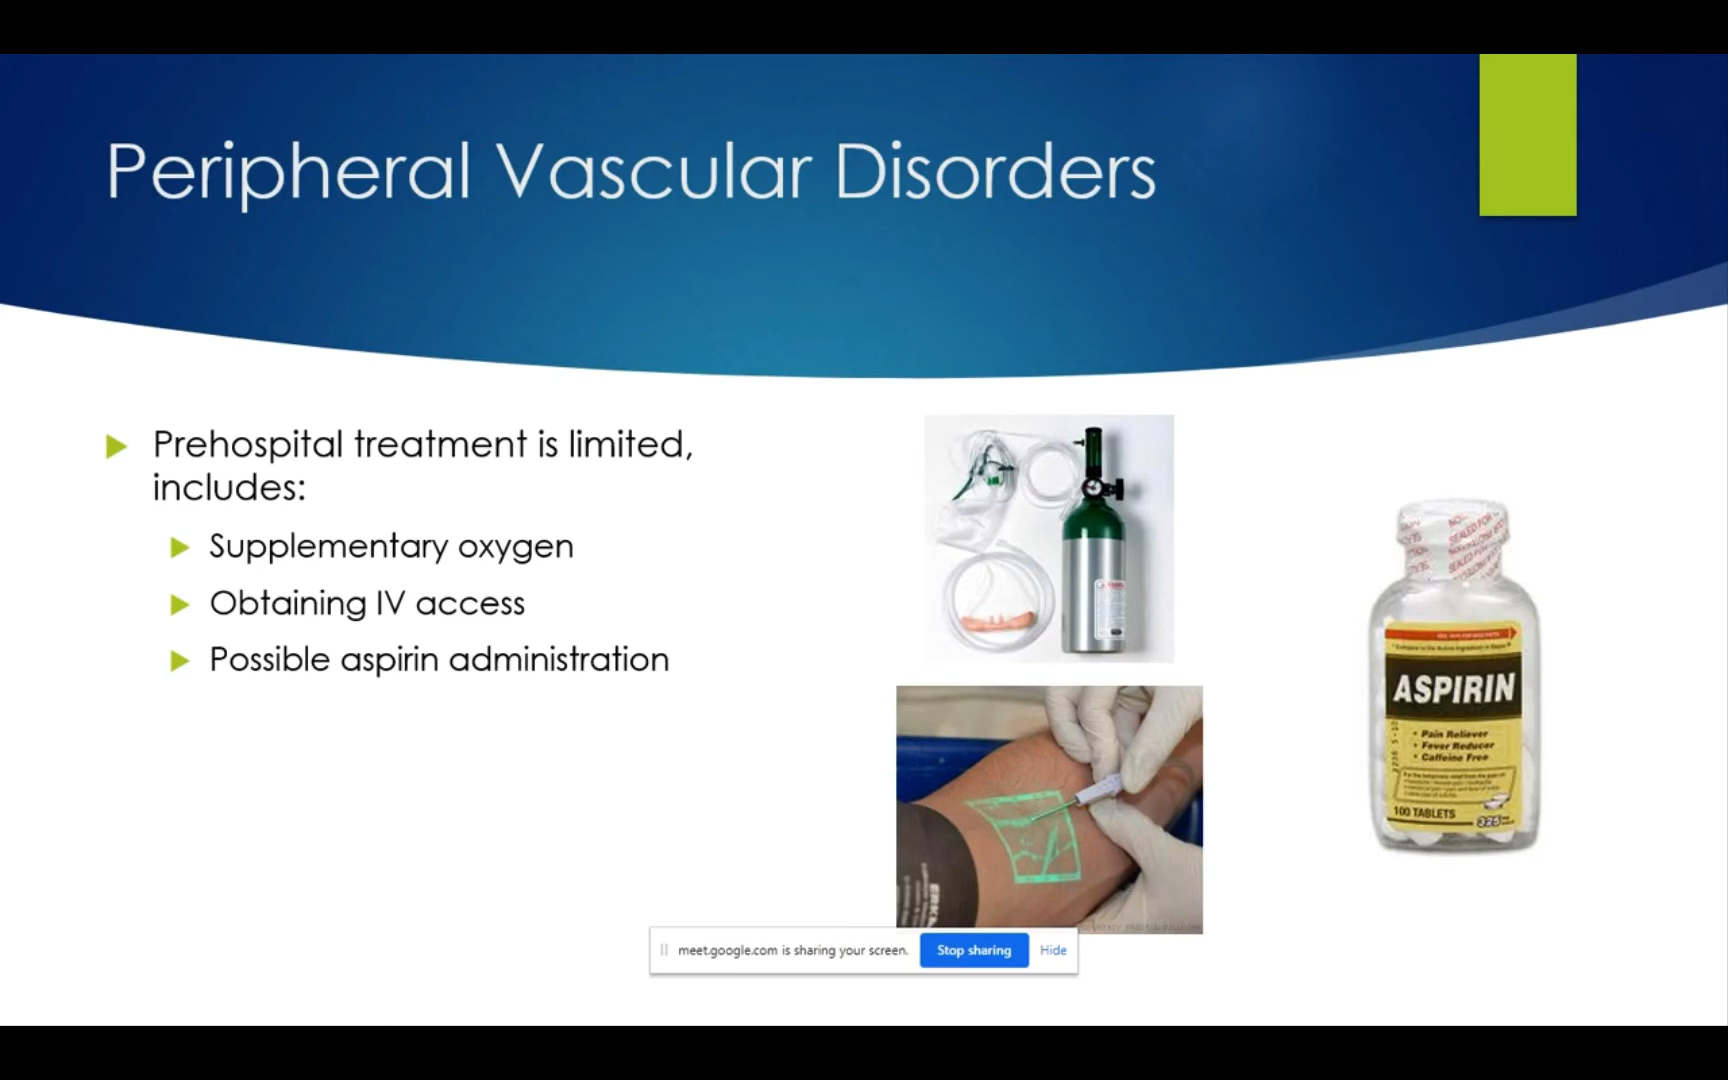 Peripheral Vascular Disorders
Prehospital treatment is limited,
includes:
Supplementary oxygen
Obtaining IV access
Possible aspirin administration
ASPIRIN
• Pain Reliever
• Fever Reducer
• Caffeine Free
100 TABLETS
325
meet.google.com is sharing your screen.
Stop sharing
Hide